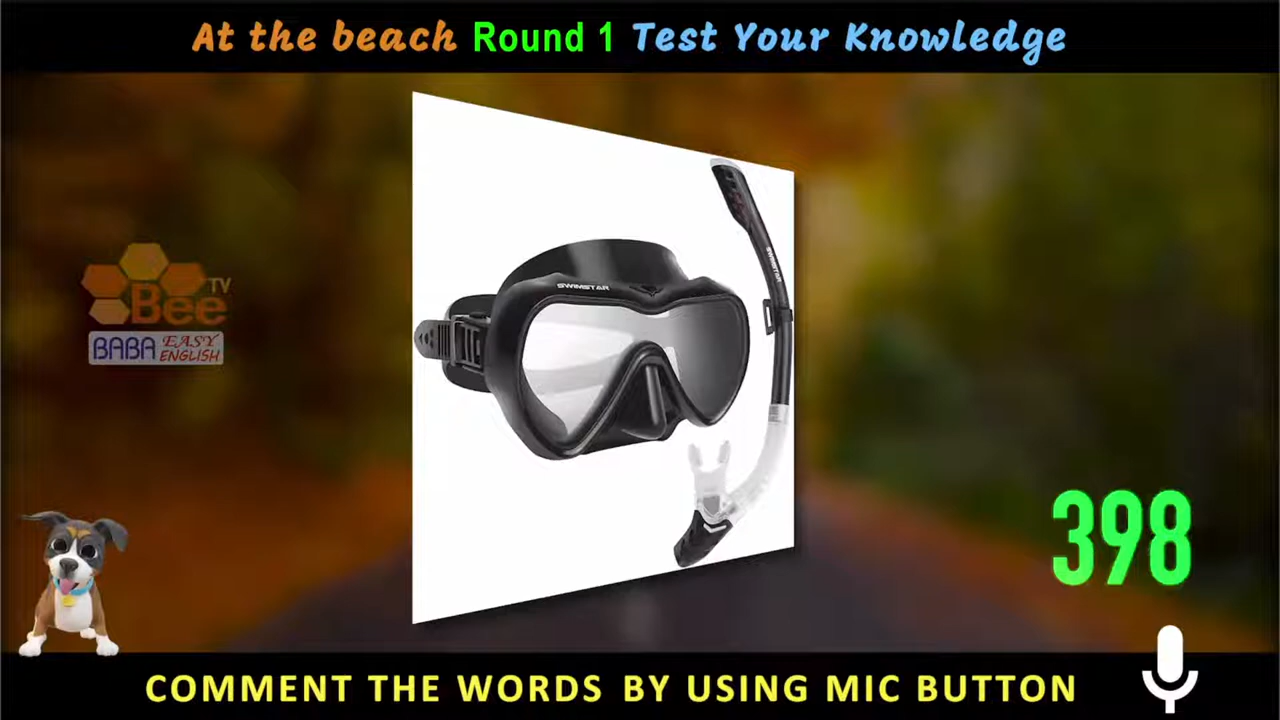 At the beach Round 1 Test Your Knowledge
SWIMSTAR
SWIMSTAR
Bee TV
BABA EASY ENGLISH
398
COMMENT THE WORDS BY USING MIC BUTTON